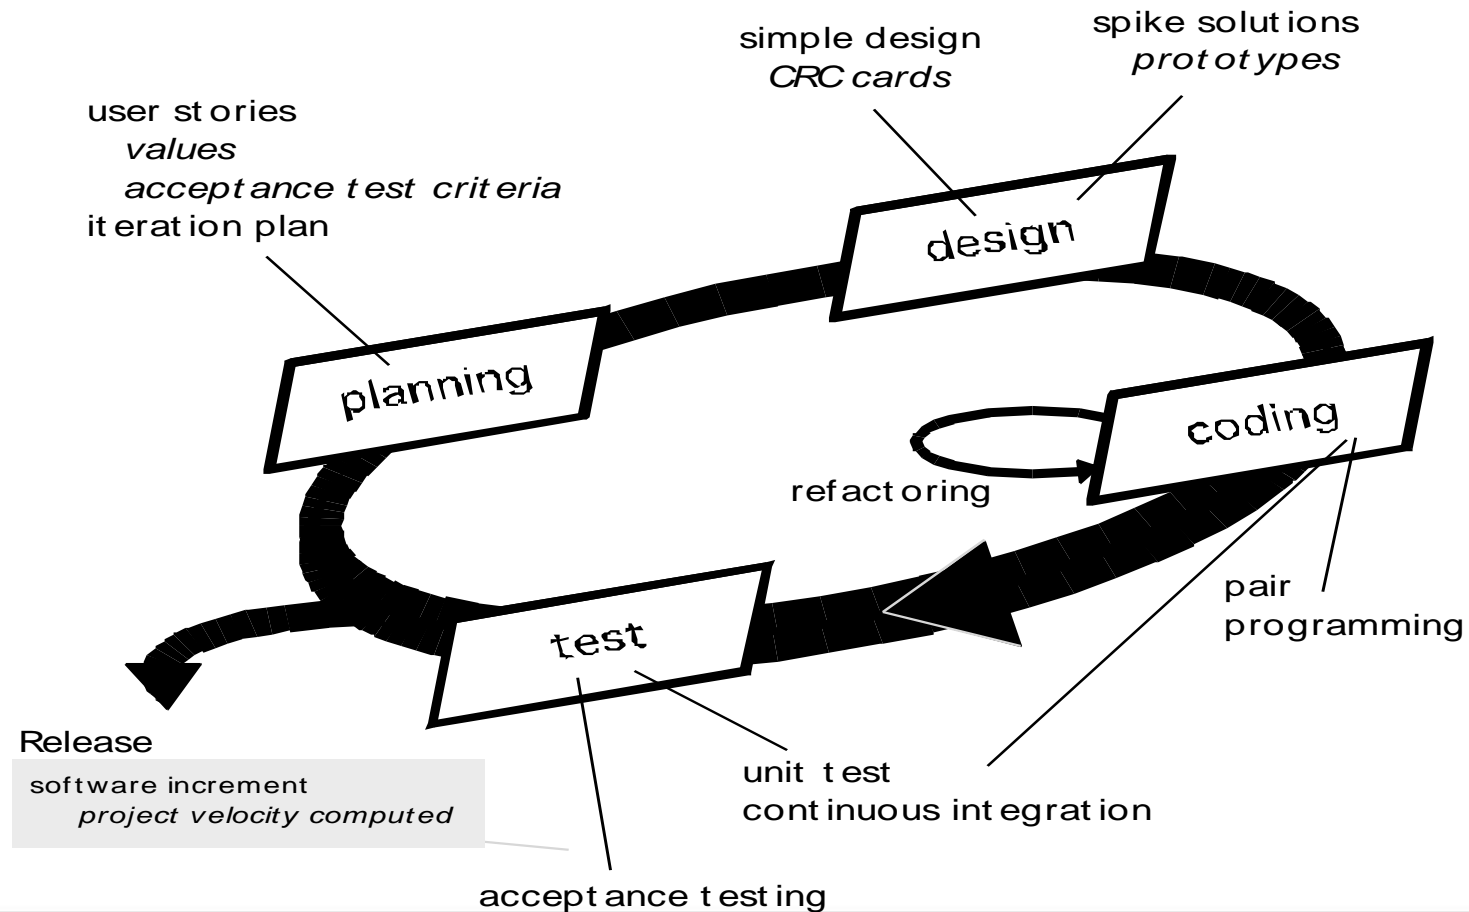 spike solutions
prototypes
simple design
CRC cards
user stories
values
acceptance test criteria
iteration plan
design
planning
coding
refactoring
pair
programming
test
Release
software increment
project velocity computed
unit test
continuous integration
acceptance testing